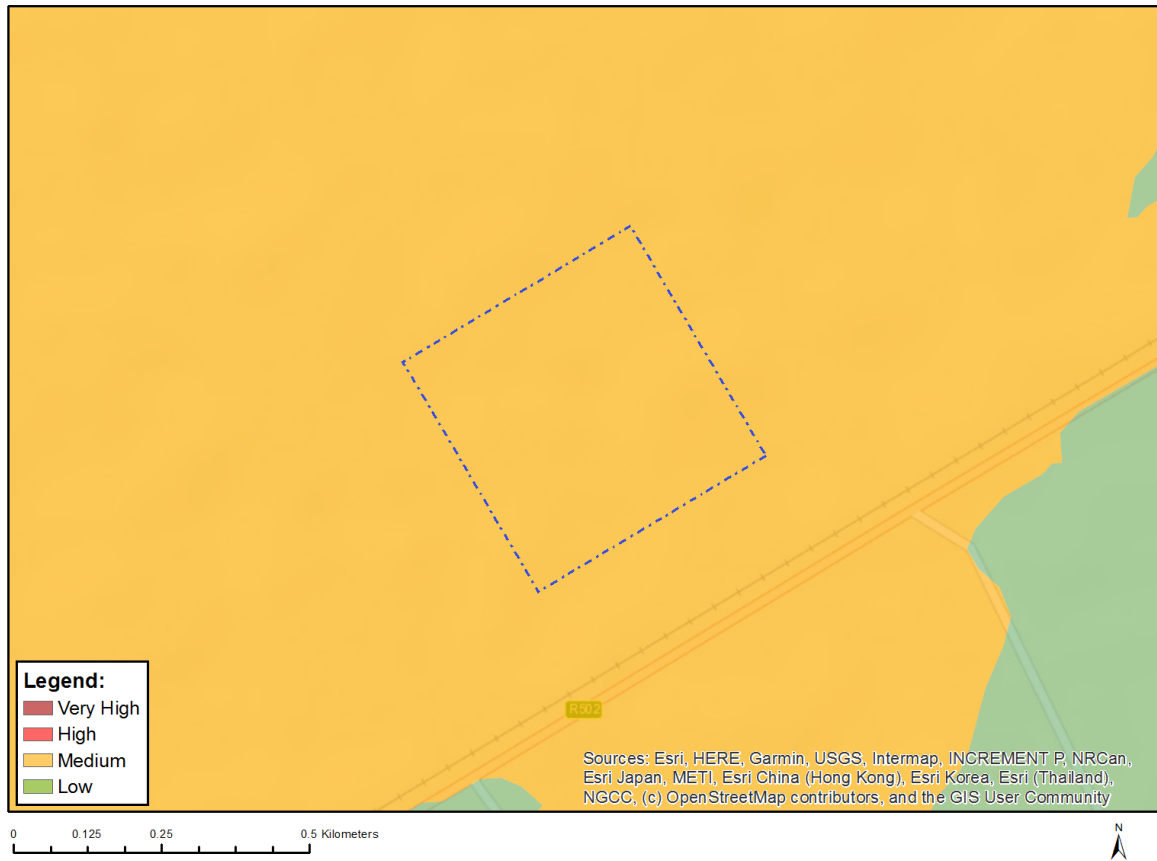 R502
Legend:
Very High
High
Medium
Low
Sources: Esri, HERE, Garmin, USGS, Intermap, INCREMENT P, NRCan,
Esri Japan, METI, Esri China (Hong Kong), Esri Korea, Esri (Thailand),
NGCC, (c) OpenStreetMap contributors, and the GIS User Community
0 0.125 0.25 0.5 Kilometers
N